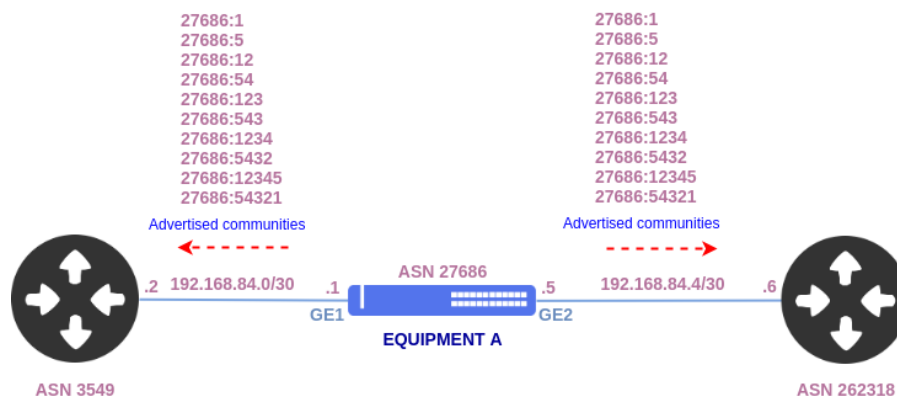 27686:1
27686:5
27686:12
27686:54
27686:123
27686:543
27686:1234
27686:5432
27686:12345
27686:54321
Advertised communities
27686:1
27686:5
27686:12
27686:54
27686:123
27686:543
27686:1234
27686:5432
27686:12345
27686:54321
Advertised communities
ASN 27686
.2 192.168.84.0/30 .1
.5 192.168.84.4/30 .6
GE1
GE2
EQUIPMENT A
ASN 3549
ASN 262318